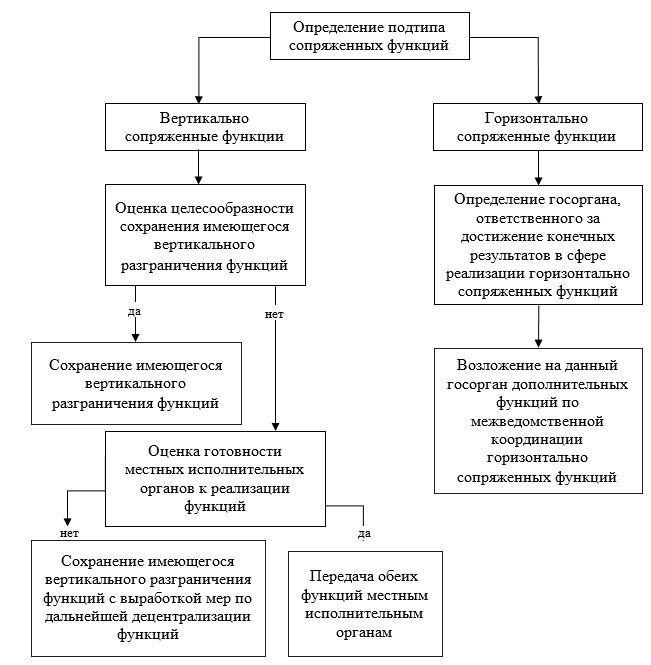 Определение подтипа
сопряженных функций
Вертикально
сопряженные функции
Горизонтально
сопряженные функции
Оценка целесообразности
сохранения имеющегося
вертикального
разграничения функций
Определение госоргана,
ответственного за
достижение конечных
результатов в сфере
реализации горизонтально
сопряженных функций
да
нет
Сохранение имеющегося
вертикального
разграничения функций
Возложение на данный
госорган дополнительных
функций по
межведомственной
координации
горизонтально
сопряженных функций
Оценка готовности
местных исполнительных
органов к реализации
функций
нет
да
Сохранение имеющегося
вертикального разграничения
функций с выработкой мер по
дальнейшей децентрализации
функций
Передача обеих
функций местным
исполнительным
органам